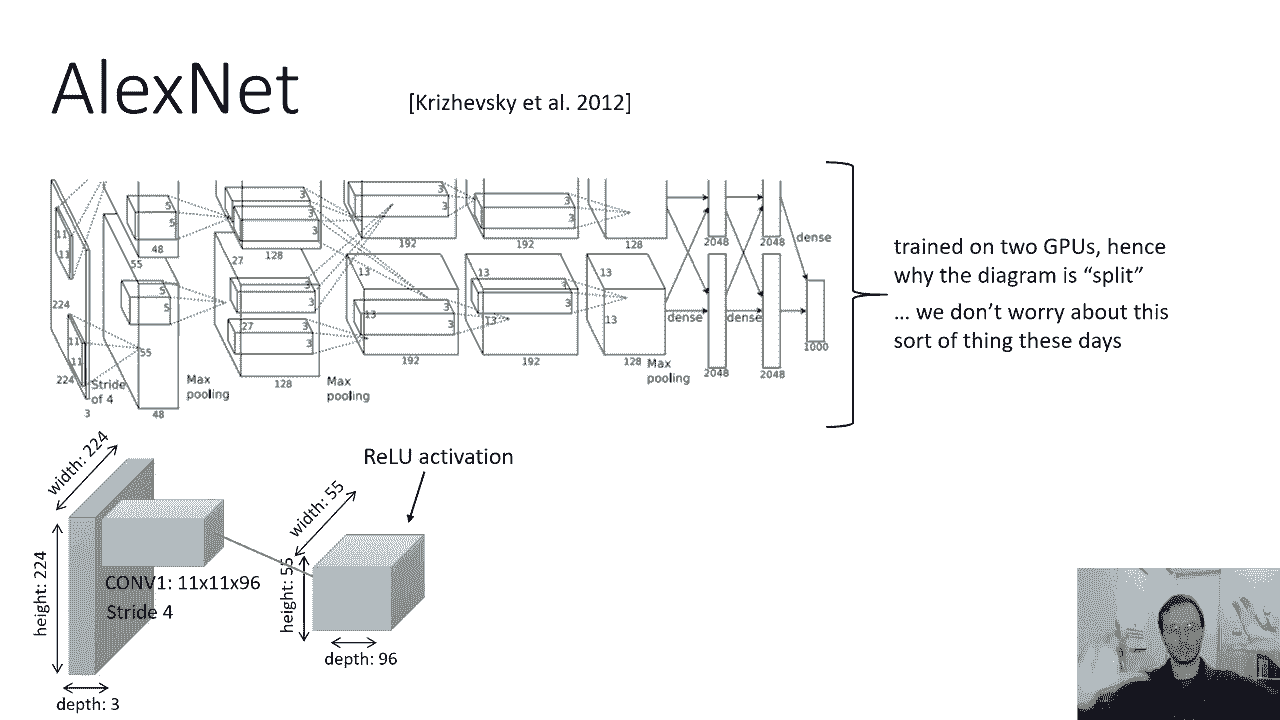 AlexNet
[Krizhevsky et al. 2012]
3
3
3
3
3
3
3
3
3
5
5
48
128
192
192
128
2048
2048
dense
11
11
55
27
13
13
13
224
5
5
3
3
3
3
3
3
13
13
13
11
11
55
27
3
3
dense
dense
1000
224
Stride
of 4
3
48
Max
pooling
128
Max
pooling
192
192
128
Max
pooling
2048
2048
trained on two GPUs, hence
why the diagram is “split”
... we don’t worry about this
sort of thing these days
width: 224
height: 224
depth: 3
CONV1: 11x11x96
Stride 4
ReLU activation
width: 55
height: 55
depth: 96